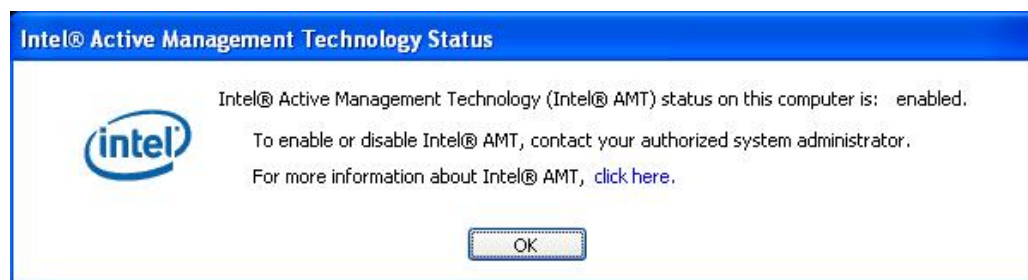 Intel® Active Management Technology Status
Intel® Active Management Technology (Intel® AMT) status on this computer is: enabled.
intel®
To enable or disable Intel® AMT, contact your authorized system administrator.
For more information about Intel® AMT, click here.
OK